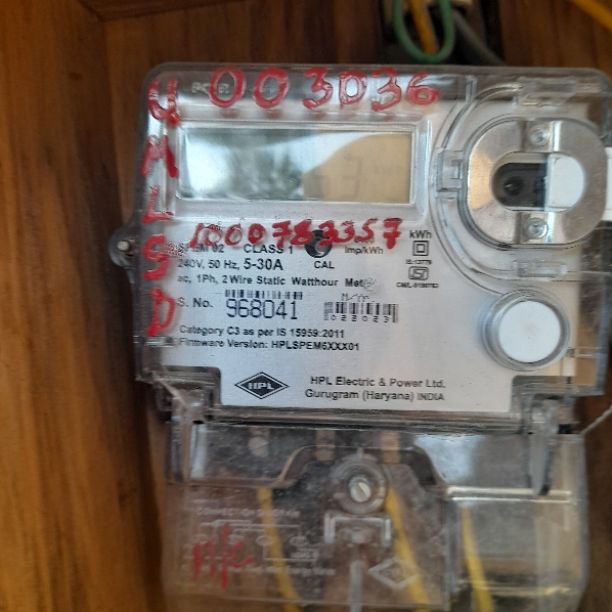 003036
UMLSD
1000783357
CLASS 1
CAL
imp/kWh
kWh
240V, 50 Hz, 5-30A
ac, 1Ph, 2 Wire Static Watthour Meter
S. No. 968041
Category C3 as per IS 15959:2011
Firmware Version: HPLSPEM6XXX01
HPL
HPL Electric & Power Ltd.
Gurugram (Haryana) INDIA